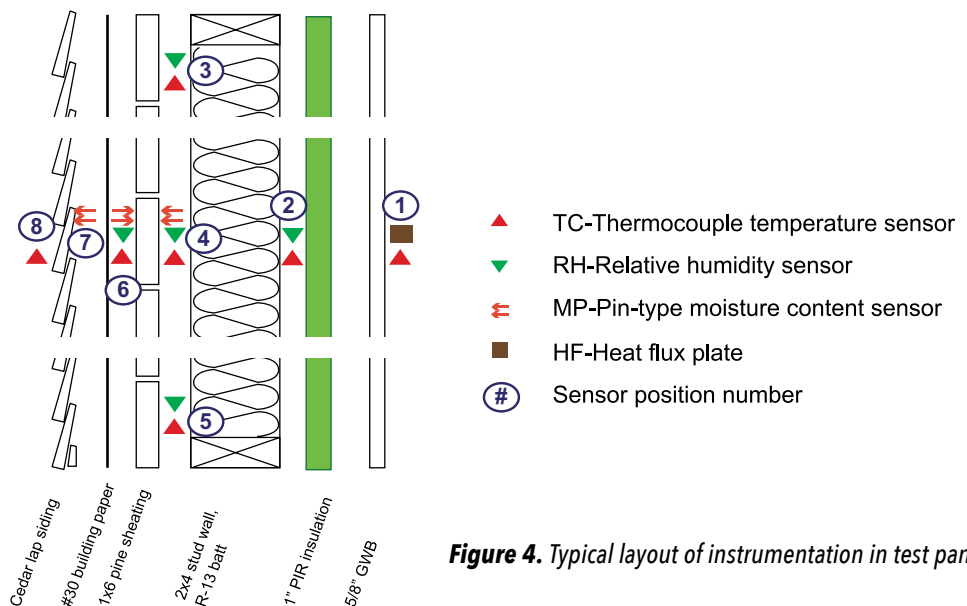 3
8
7
6
4
2
1
5
TC-Thermocouple temperature sensor
RH-Relative humidity sensor
MP-Pin-type moisture content sensor
HF-Heat flux plate
# Sensor position number
Cedar lap siding
#30 building paper
1x6 pine sheating
2x4 stud wall,
R-13 batt
1" PIR insulation
5/8" GWB
Figure 4. Typical layout of instrumentation in test pan